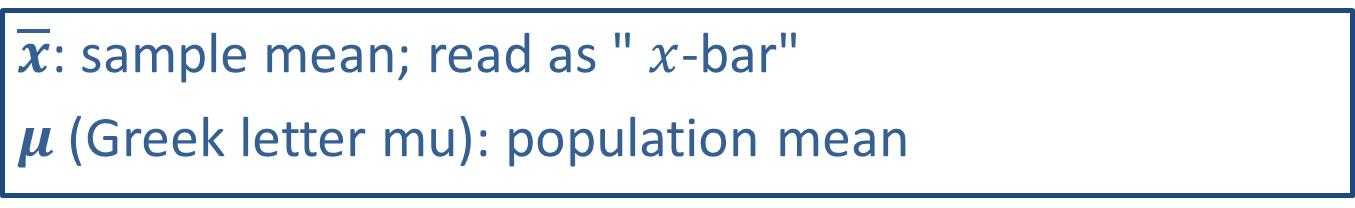 x̅: sample mean; read as " x-bar"
μ (Greek letter mu): population mean